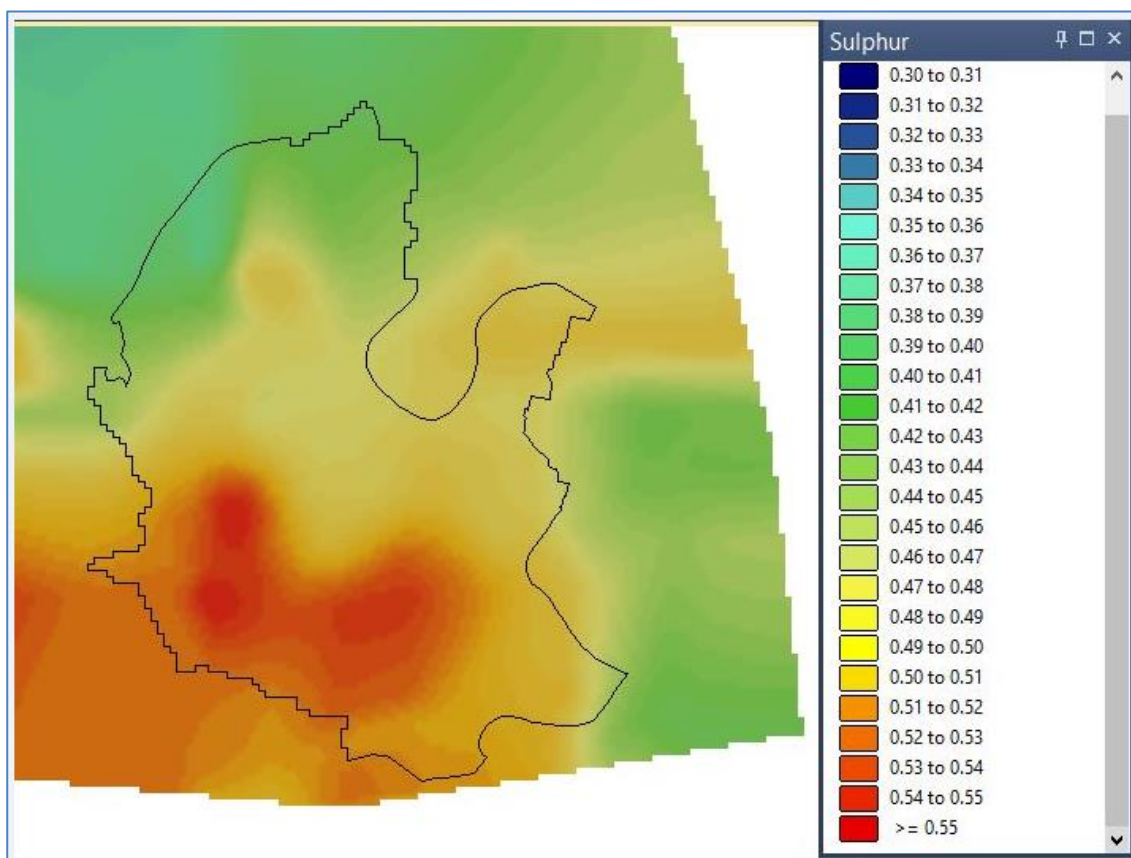 Sulphur
0.30 to 0.31
0.31 to 0.32
0.32 to 0.33
0.33 to 0.34
0.34 to 0.35
0.35 to 0.36
0.36 to 0.37
0.37 to 0.38
0.38 to 0.39
0.39 to 0.40
0.40 to 0.41
0.41 to 0.42
0.42 to 0.43
0.43 to 0.44
0.44 to 0.45
0.45 to 0.46
0.46 to 0.47
0.47 to 0.48
0.48 to 0.49
0.49 to 0.50
0.50 to 0.51
0.51 to 0.52
0.52 to 0.53
0.53 to 0.54
0.54 to 0.55
>= 0.55